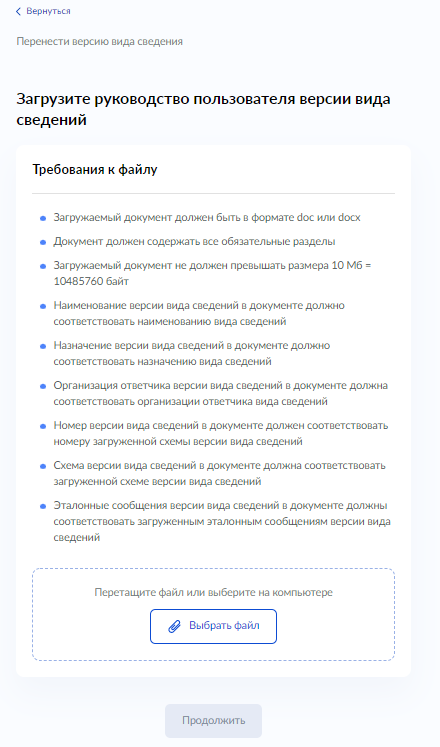 Вернуться
Перенести версию вида сведения
Загрузите руководство пользователя версии вида
сведений
Требования к файлу
Загружаемый документ должен быть в формате doc или docx
Документ должен содержать все обязательные разделы
Загружаемый документ не должен превышать размера 10 Мб =
10485760 байт
Наименование версии вида сведений в документе должно
соответствовать наименованию вида сведений
Назначение версии вида сведений в документе должно
соответствовать назначению вида сведений
Организация ответчика версии вида сведений в документе должна
соответствовать организации ответчика вида сведений
Номер версии вида сведений в документе должен соответствовать
номеру загруженной схемы версии вида сведений
Схема версии вида сведений в документе должна соответствовать
загруженной схеме версии вида сведений
Эталонные сообщения версии вида сведений в документе должны
соответствовать загруженным эталонным сообщениям версии вида
сведений
Перетащите файл или выберите на компьютере
Выбрать файл
Продолжить